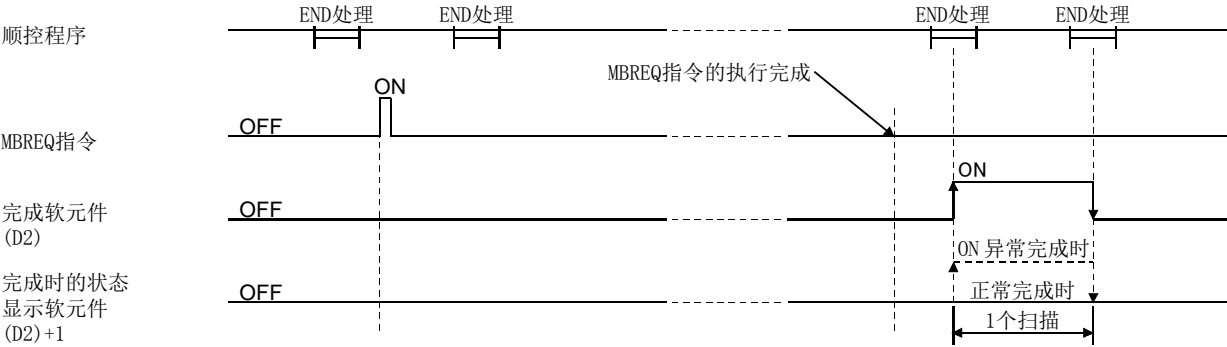 END处理
END处理
END处理
END处理
顺控程序
MBREQ指令的执行完成
ON
OFF
MBREQ指令
ON
OFF
完成软元件
(D2)
ON 异常完成时
完成时的状态
显示软元件
(D2)+1
OFF
正常完成时
1个扫描